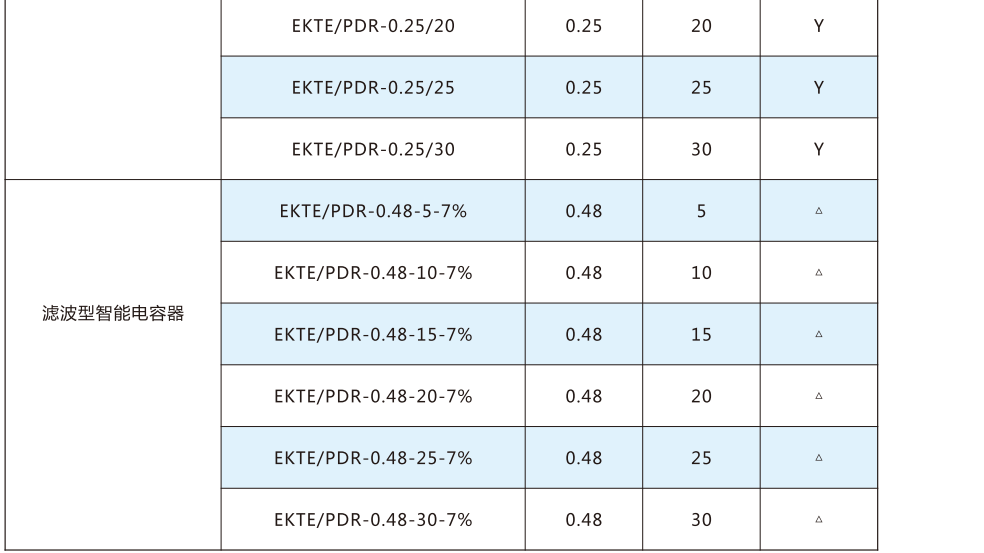 EKTE/PDR-0.25/20 0.25 20 Y
EKTE/PDR-0.25/25 0.25 25 Y
EKTE/PDR-0.25/30 0.25 30 Y
滤波型智能电容器
EKTE/PDR-0.48-5-7% 0.48 5 △
EKTE/PDR-0.48-10-7% 0.48 10 △
EKTE/PDR-0.48-15-7% 0.48 15 △
EKTE/PDR-0.48-20-7% 0.48 20 △
EKTE/PDR-0.48-25-7% 0.48 25 △
EKTE/PDR-0.48-30-7% 0.48 30 △